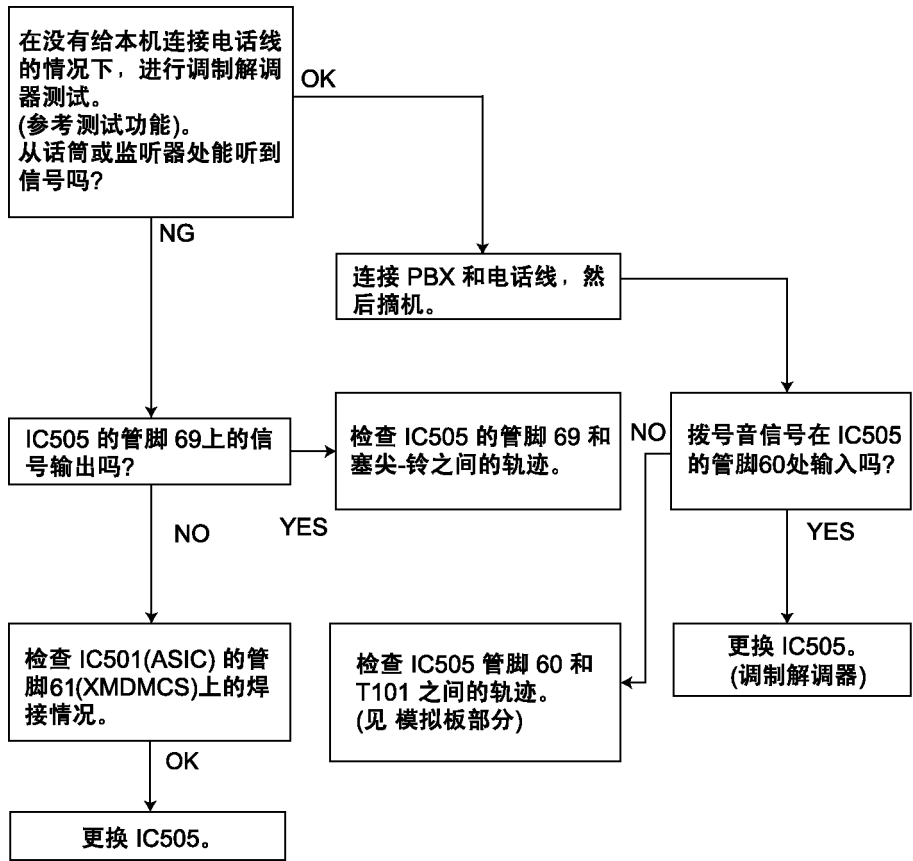 在没有给本机连接电话线
的情况下，进行调制解调
器测试。
(参考测试功能)。
从话筒或监听器处能听到
信号吗?
OK
NG
连接 PBX 和电话线，然
后摘机。
IC505 的管脚 69上的信
号输出吗?
检查 IC505 的管脚 69 和
塞尖-铃之间的轨迹。
NO
拨号音信号在 IC505
的管脚60处输入吗?
NO
YES
YES
检查 IC501(ASIC) 的管
脚61(XMDMCS)上的焊
接情况。
检查 IC505 管脚 60 和
T101 之间的轨迹。
(见 模拟板部分)
更换 IC505。
(调制解调器)
OK
更换 IC505。